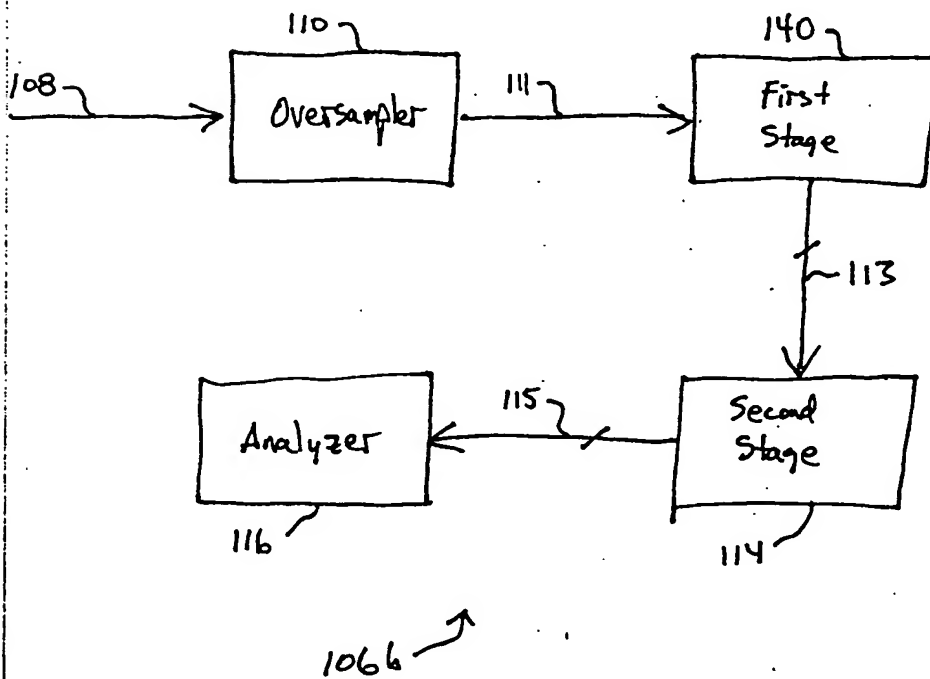 110
140
108
Oversampler
111
First
Stage
113
Analyzer
115
Second
Stage
116
114
106b